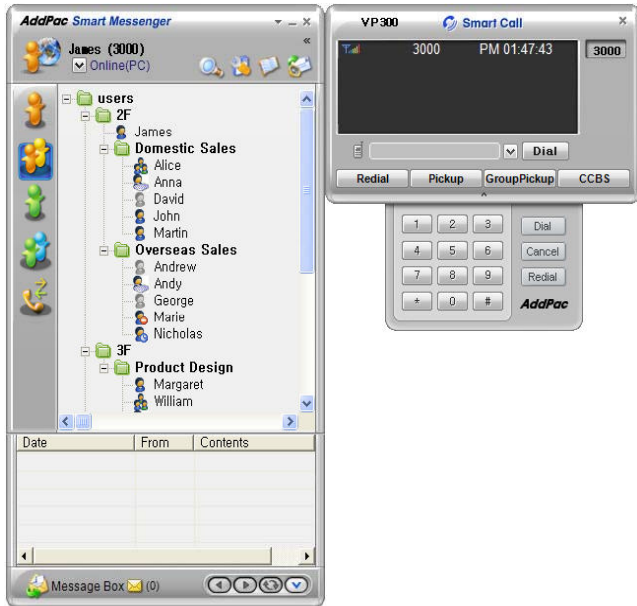 AddPac Smart Messenger
James (3000)
Online(PC)
users
2F
James
Domestic Sales
Alice
Anna
David
John
Martin
Overseas Sales
Andrew
Andy
George
Marie
Nicholas
3F
Product Design
Margaret
William
Date From Contents
Message Box (0)
VP300 Smart Call
3000 PM 01:47:43 3000
Dial
Redial Pickup GroupPickup CCBS
1 2 3 Dial
4 5 6 Cancel
7 8 9 Redial
* 0 # AddPac